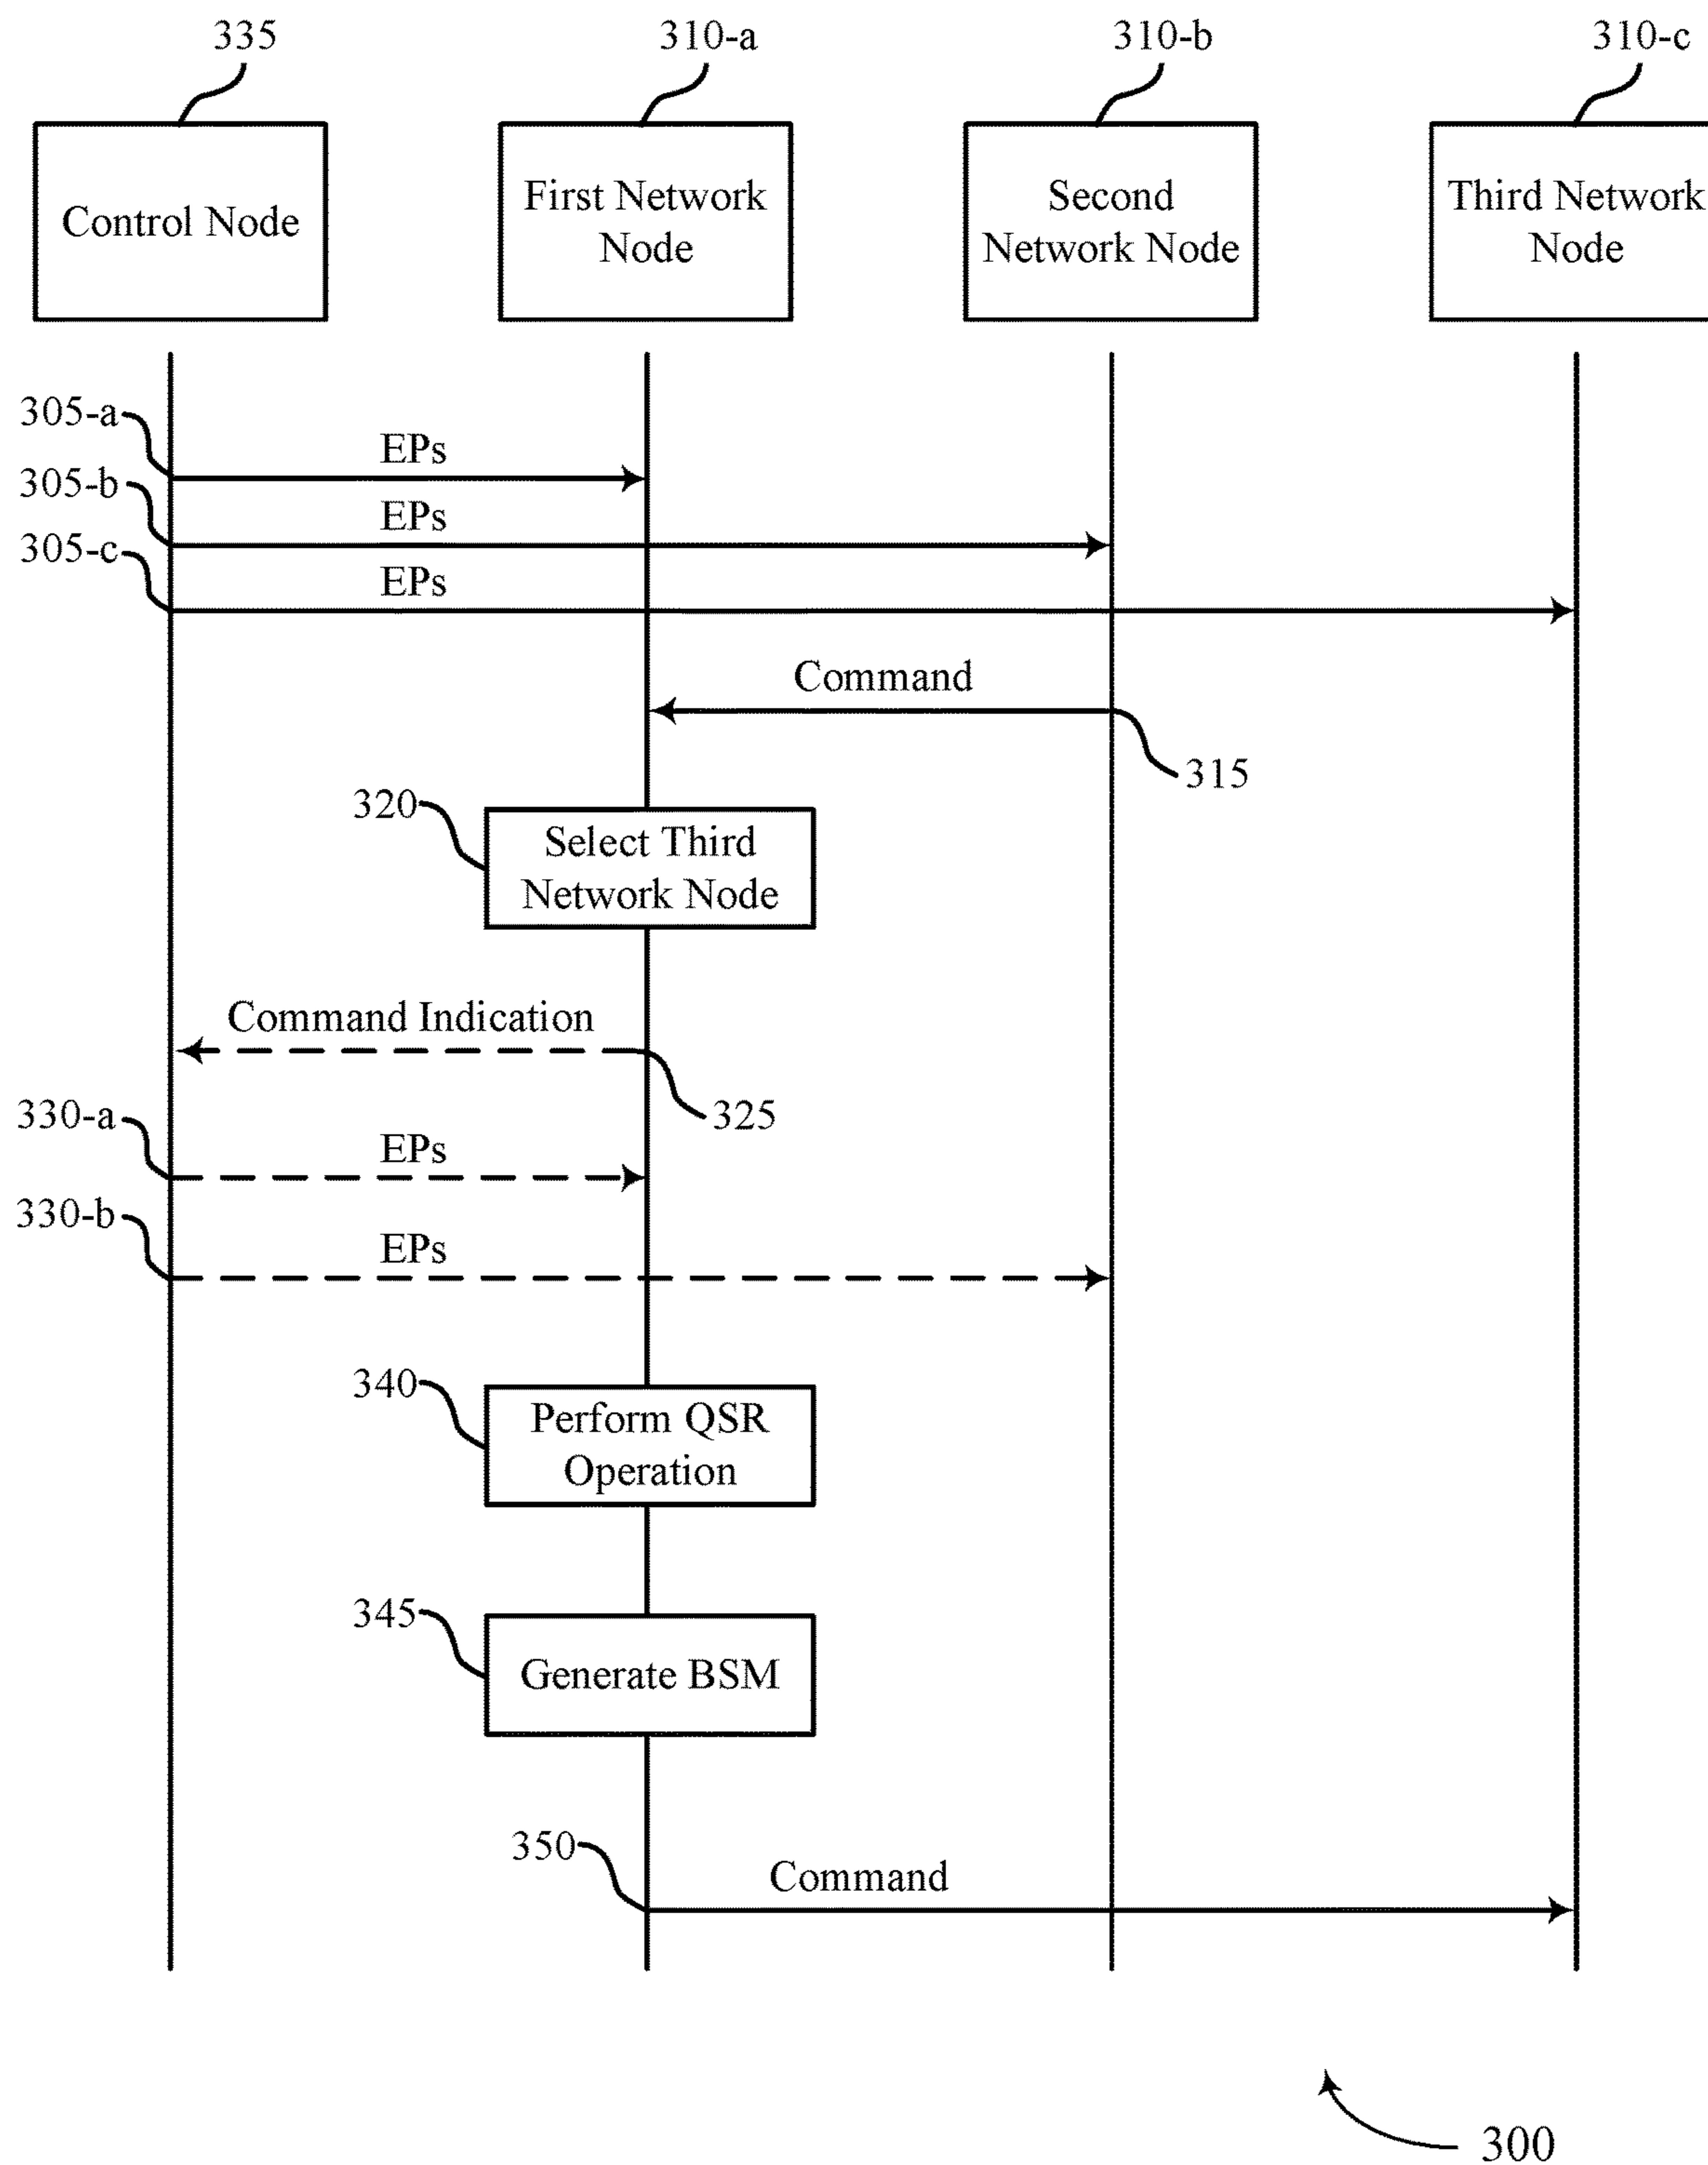 335
310-a
310-b
310-c
Control Node
First Network
Node
Second
Network Node
Third Network
Node
305-a
EPs
305-b
EPs
305-c
EPs
Command
315
320
Select Third
Network Node
Command Indication
325
330-a
EPs
330-b
EPs
340
Perform QSR
Operation
345
Generate BSM
350
Command
300